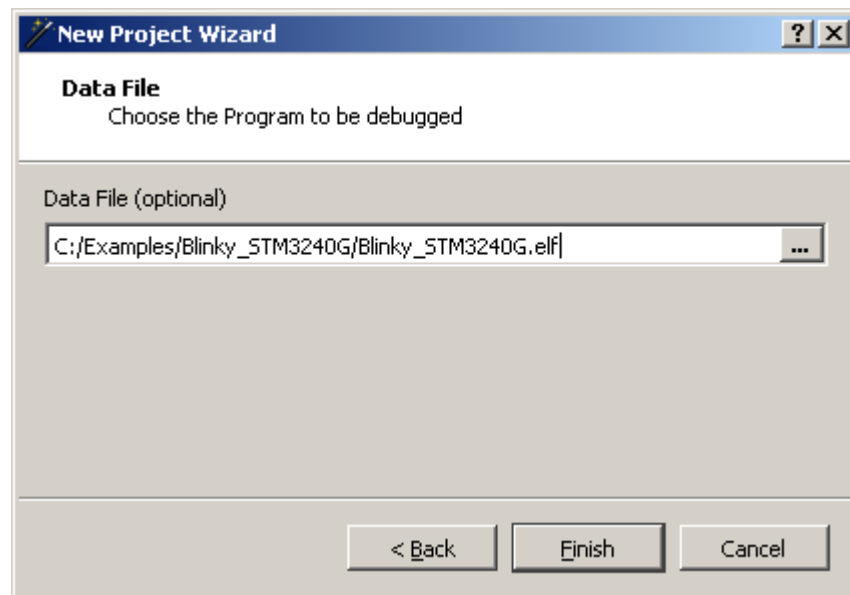 New Project Wizard
Data File
Choose the Program to be debugged
Data File (optional)
C:/Examples/Blinky_STM3240G/Blinky_STM3240G.elf ...
< Back Finish Cancel